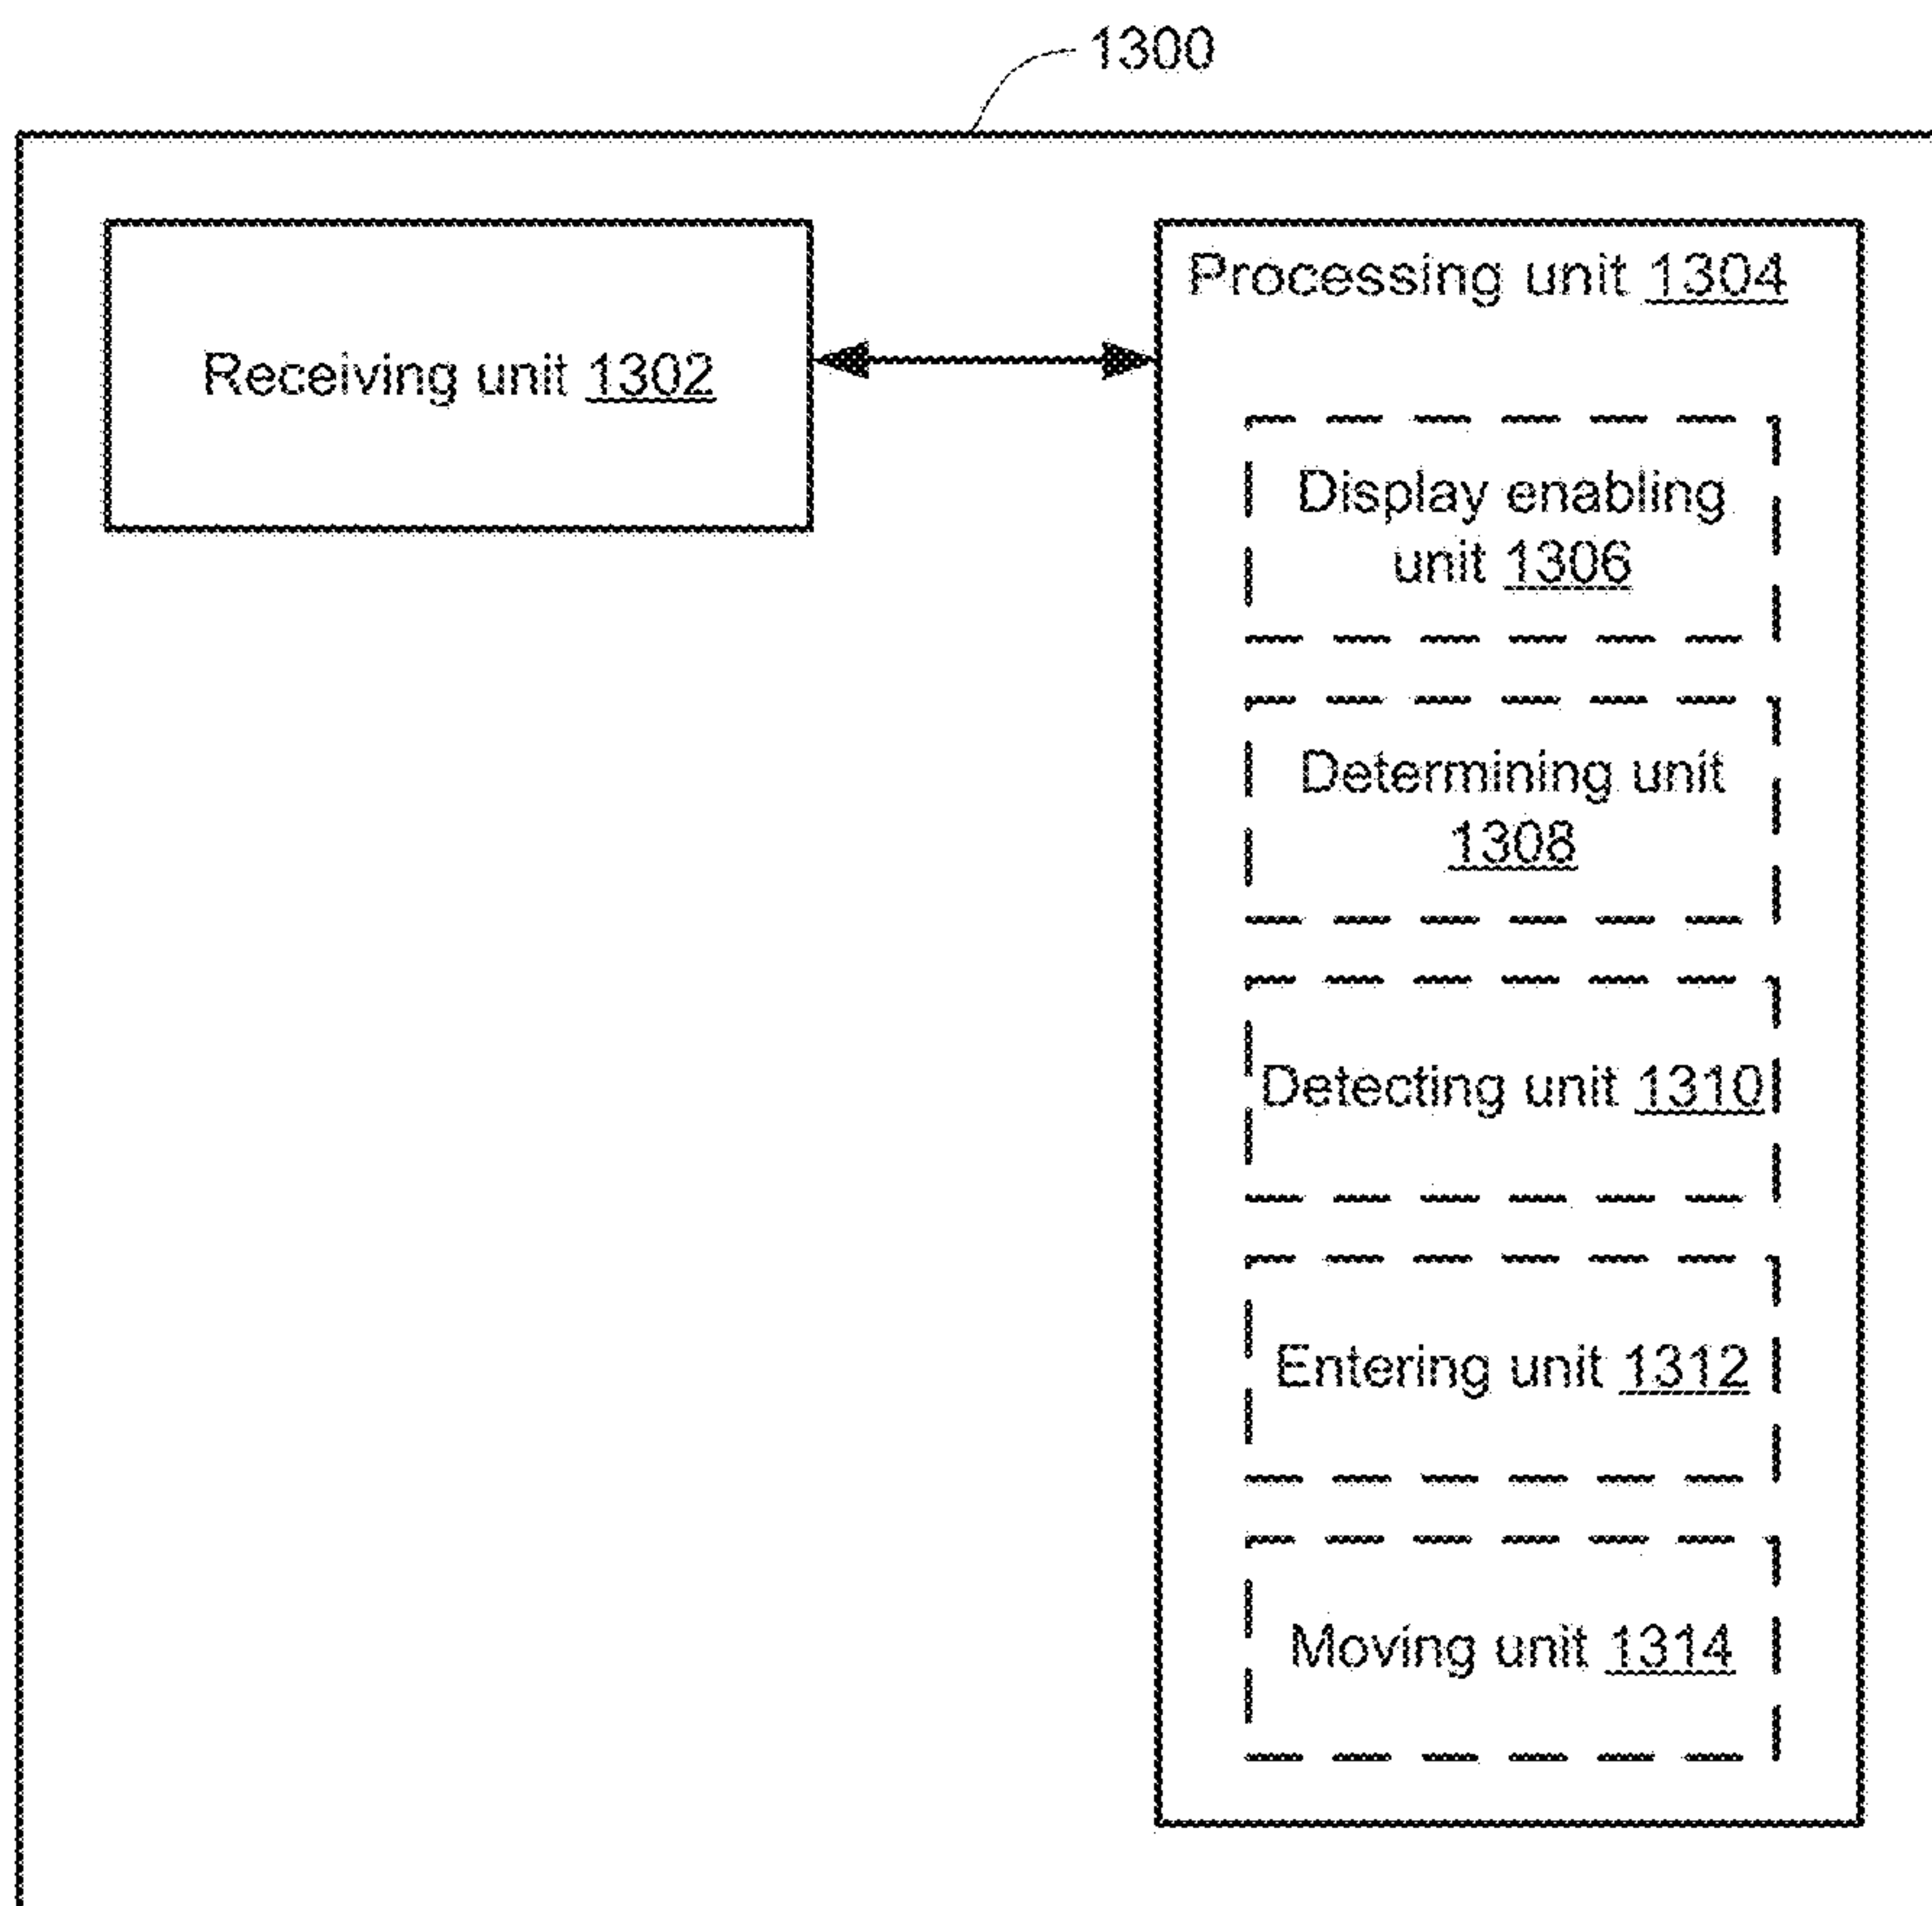 1300
Receiving unit 1302
Processing unit 1304
Display enabling
unit 1306
Determining unit
1308
Detecting unit 1310
Entering unit 1312
Moving unit 1314